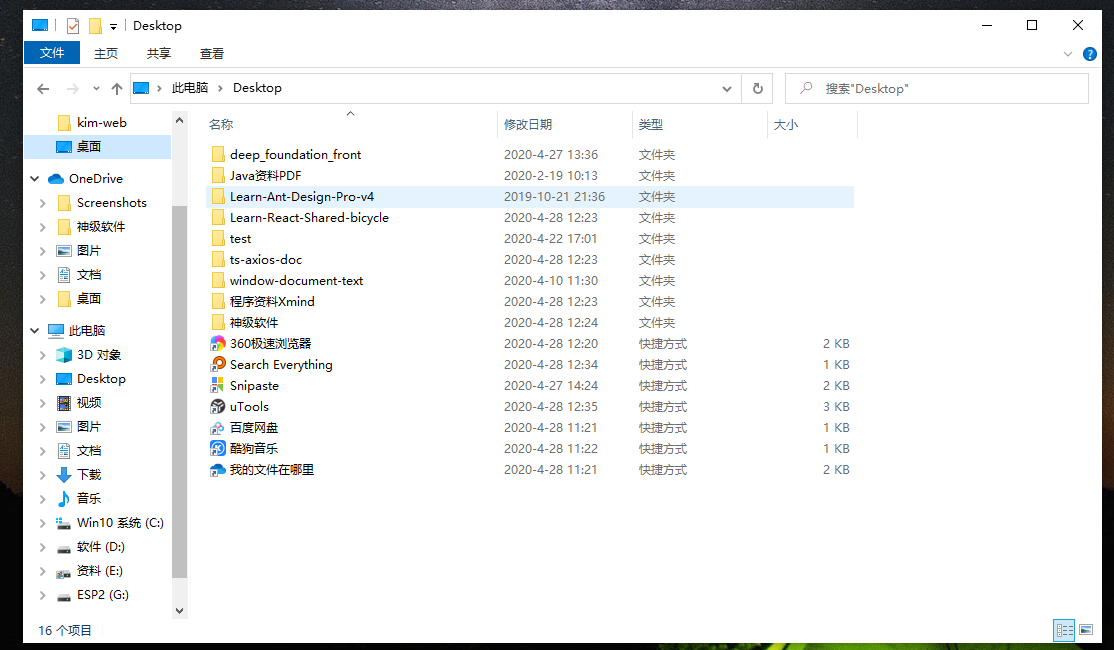 Desktop
文件 主页 共享 查看
此电脑 Desktop 搜索"Desktop"
kim-web
桌面
OneDrive
Screenshots
神级软件
图片
文档
桌面
此电脑
3D 对象
Desktop
视频
图片
文档
下载
音乐
Win10 系统 (C:)
软件 (D:)
资料 (E:)
ESP2 (G:)
名称 修改日期 类型 大小
deep_foundation_front 2020-4-27 13:36 文件夹
Java资料PDF 2020-2-19 10:13 文件夹
Learn-Ant-Design-Pro-v4 2019-10-21 21:36 文件夹
Learn-React-Shared-bicycle 2020-4-28 12:23 文件夹
test 2020-4-22 17:01 文件夹
ts-axios-doc 2020-4-28 12:23 文件夹
window-document-text 2020-4-10 11:30 文件夹
程序资料Xmind 2020-4-28 12:23 文件夹
神级软件 2020-4-28 12:24 文件夹
360极速浏览器 2020-4-28 12:20 快捷方式 2 KB
Search Everything 2020-4-28 12:34 快捷方式 1 KB
Snipaste 2020-4-27 14:24 快捷方式 2 KB
uTools 2020-4-28 12:35 快捷方式 3 KB
百度网盘 2020-4-28 11:21 快捷方式 1 KB
酷狗音乐 2020-4-28 11:22 快捷方式 1 KB
我的文件在哪里 2020-4-28 11:21 快捷方式 2 KB
16 个项目